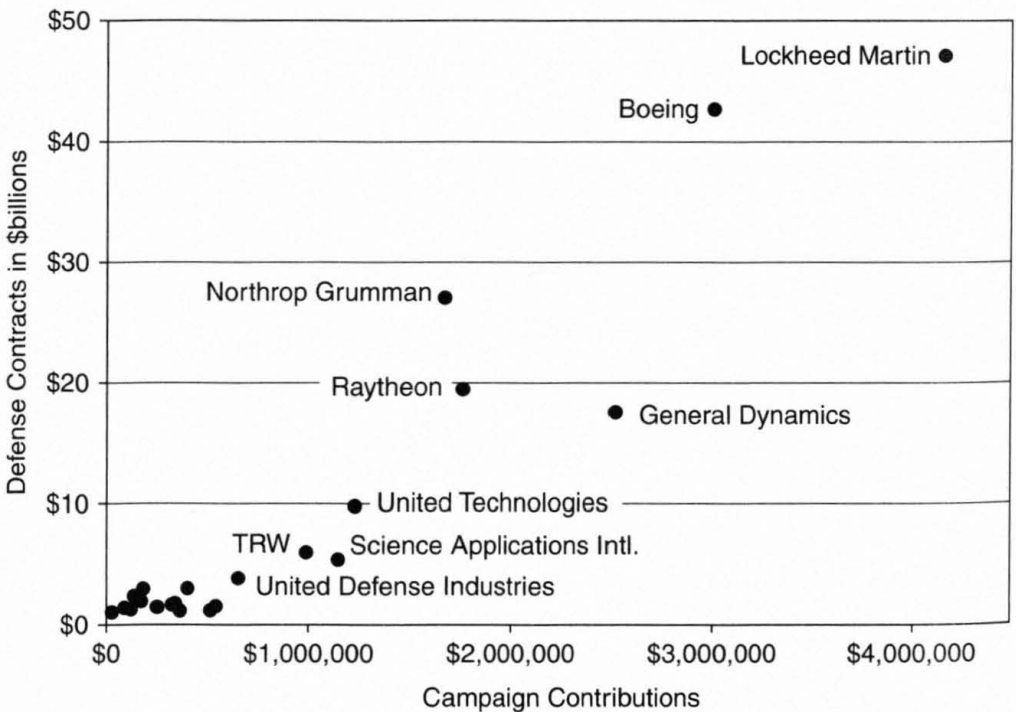 $50
Lockheed Martin
Boeing
$40
Defense Contracts in $billions
$30
Northrop Grumman
$20
Raytheon
General Dynamics
$10
United Technologies
TRW
Science Applications Intl.
United Defense Industries
$0
$0 $1,000,000 $2,000,000 $3,000,000 $4,000,000
Campaign Contributions